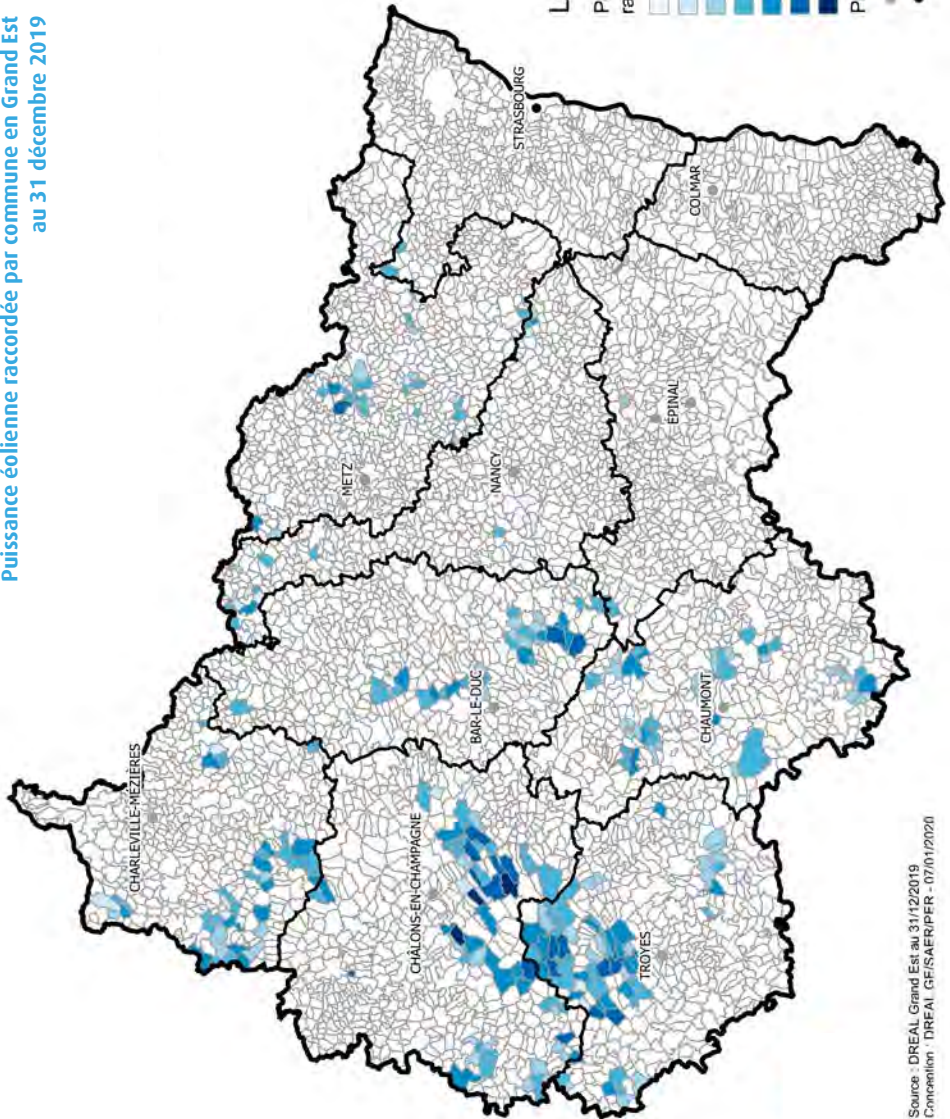 Puissance éolienne raccordée par commune en Grand Est
au 31 décembre 2019
CHARLEVILLE-MÉZIÈRES
METZ
STRASBOURG
CHÂLONS-EN-CHAMPAGNE
BAR-LE-DUC
NANCY
TROYES
CHAUMONT
ÉPINAL
COLMAR
Source : DREAL Grand Est au 31/12/2019
Conception : DREAL GE/SAER/PER - 07/01/2020